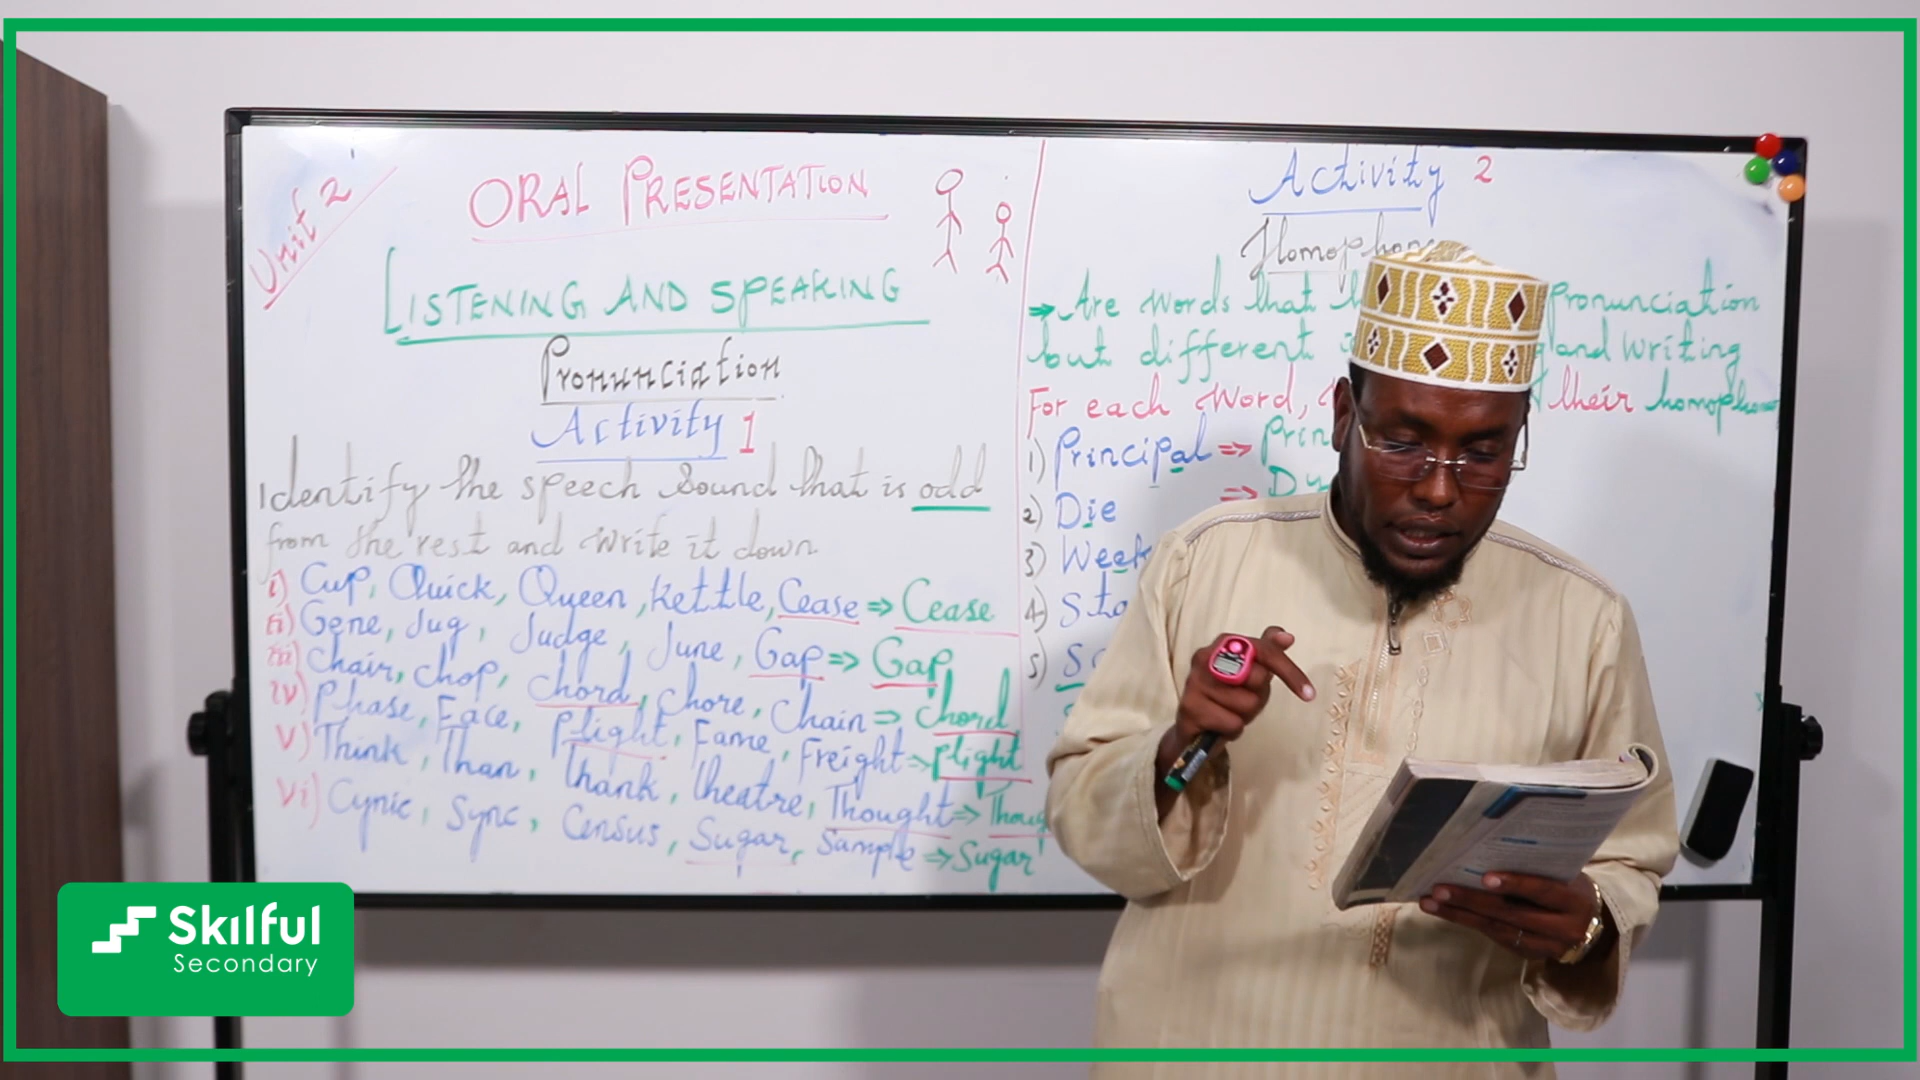 Unit 2
ORAL PRESENTATION
LISTENING AND SPEAKING
Pronunciation
Activity 1
Identify the speech sound that is odd
from the rest and write it down
i) Cup, Quick, Queen, kettle, Cease => Cease
ii) Gene, Jug, Judge, June, Gap => Gap
iii) Chair, chop, chord, chore, chain => chord
iv) Phase, Face, Plight, Fame, Freight => plight
v) Think, Than, Thank, theatre, Thought =>
vi) Cynic, Sync, Census, Sugar, Sample => Sugar
Activity 2
=> Are words that Pronunciation
but different and writing
For each word, their
1) Principal =>
2) Die =>
3)
4)
5)
Skilful
Secondary